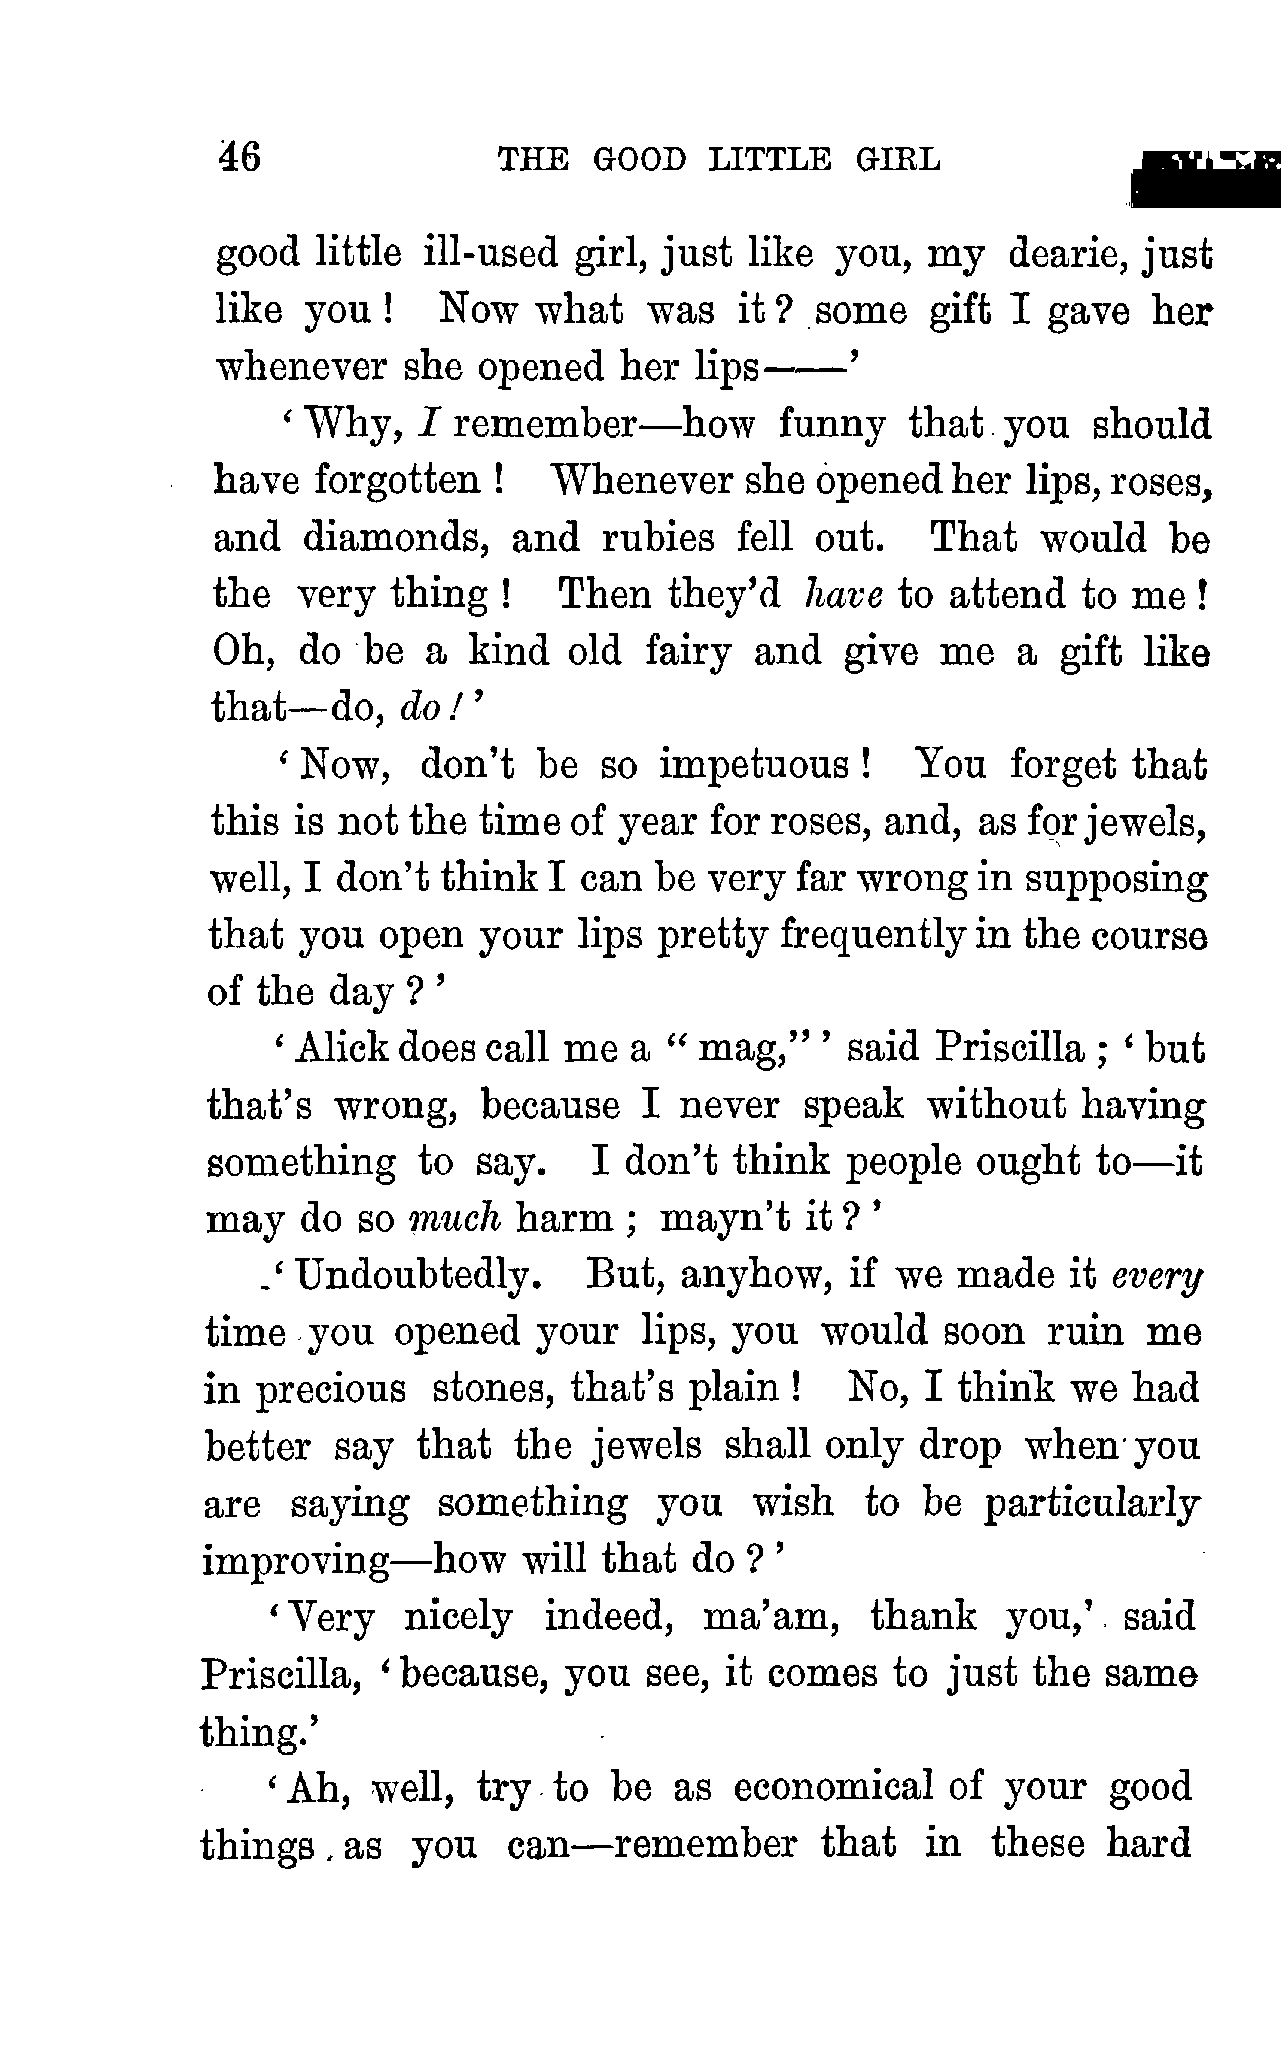 46 THE GOOD LITTLE GIRL
good little ill-used girl, just like you, my dearie, just
like you! Now what was it? some gift I gave her
whenever she opened her lips——'
'Why, I remember—how funny that you should
have forgotten! Whenever she opened her lips, roses,
and diamonds, and rubies fell out. That would be
the very thing! Then they'd have to attend to me!
Oh, do be a kind old fairy and give me a gift like
that—do, do!'
'Now, don't be so impetuous! You forget that
this is not the time of year for roses, and, as for jewels,
well, I don't think I can be very far wrong in supposing
that you open your lips pretty frequently in the course
of the day?'
'Alick does call me a "mag,"' said Priscilla; 'but
that's wrong, because I never speak without having
something to say. I don't think people ought to—it
may do so much harm; mayn't it?'
'Undoubtedly. But, anyhow, if we made it every
time you opened your lips, you would soon ruin me
in precious stones, that's plain! No, I think we had
better say that the jewels shall only drop when you
are saying something you wish to be particularly
improving—how will that do?'
'Very nicely indeed, ma'am, thank you,' said
Priscilla, 'because, you see, it comes to just the same
thing.'
'Ah, well, try to be as economical of your good
things as you can—remember that in these hard